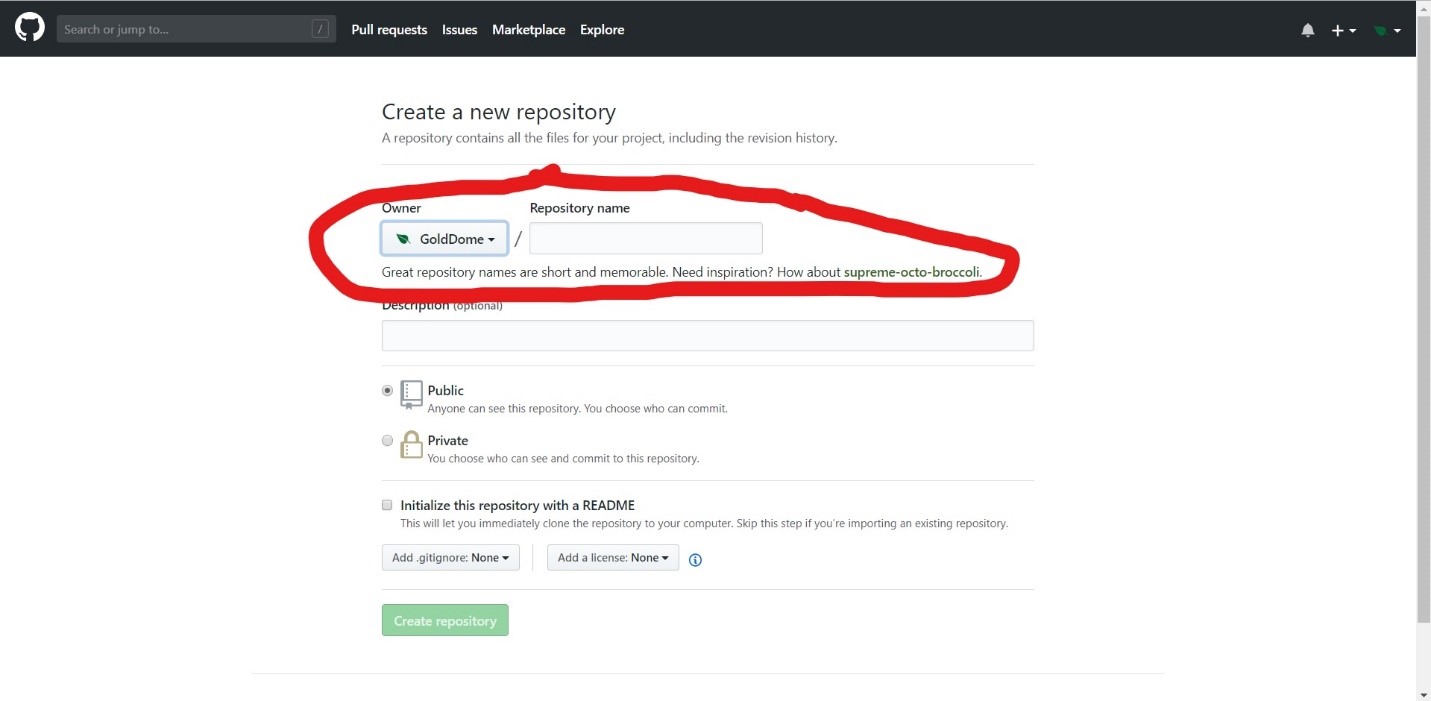 Search or jump to... /
Pull requests Issues Marketplace Explore
Create a new repository
A repository contains all the files for your project, including the revision history.
Owner Repository name
GoldDome /
Great repository names are short and memorable. Need inspiration? How about supreme-octo-broccoli.
Description (optional)
Public
Anyone can see this repository. You choose who can commit.
Private
You choose who can see and commit to this repository.
Initialize this repository with a README
This will let you immediately clone the repository to your computer. Skip this step if you're importing an existing repository.
Add .gitignore: None Add a license: None
Create repository